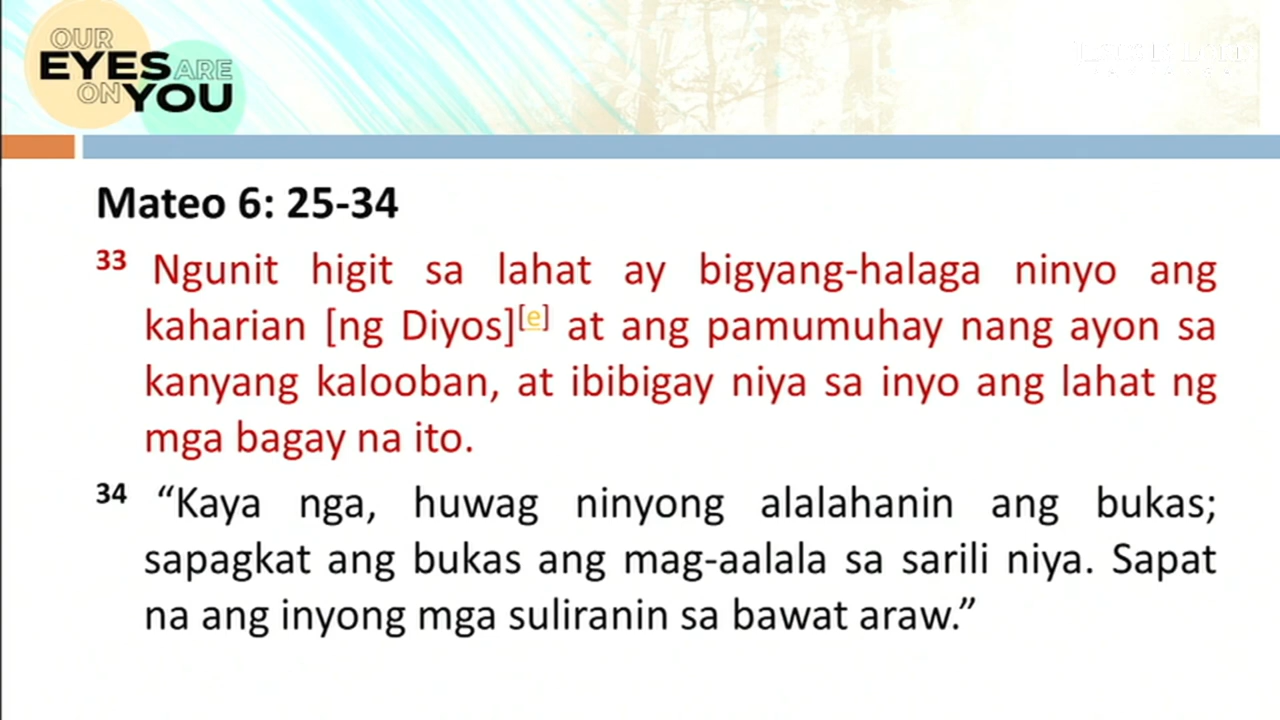 OUR
EYES ARE
ON YOU
Mateo 6: 25-34
33 Ngunit higit sa lahat ay bigyang-halaga ninyo ang
kaharian [ng Diyos][e] at ang pamumuhay nang ayon sa
kanyang kalooban, at ibibigay niya sa inyo ang lahat ng
mga bagay na ito.
34 “Kaya nga, huwag ninyong alalahanin ang bukas;
sapagkat ang bukas ang mag-aalala sa sarili niya. Sapat
na ang inyong mga suliranin sa bawat araw.”